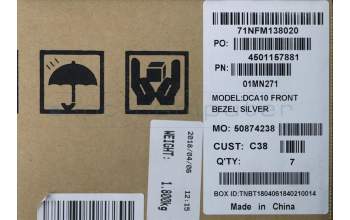 71NFM138020
PO:
4501157881
PN:
01MN271
MODEL:DCA10 FRONT
BEZEL SILVER
MO: 50874238
CUST: C38
Q'TY: 7
BOX ID:TNBT1804061840210014
Made in China
WEIGHT:
1.800kg
2018/04/06
12:15